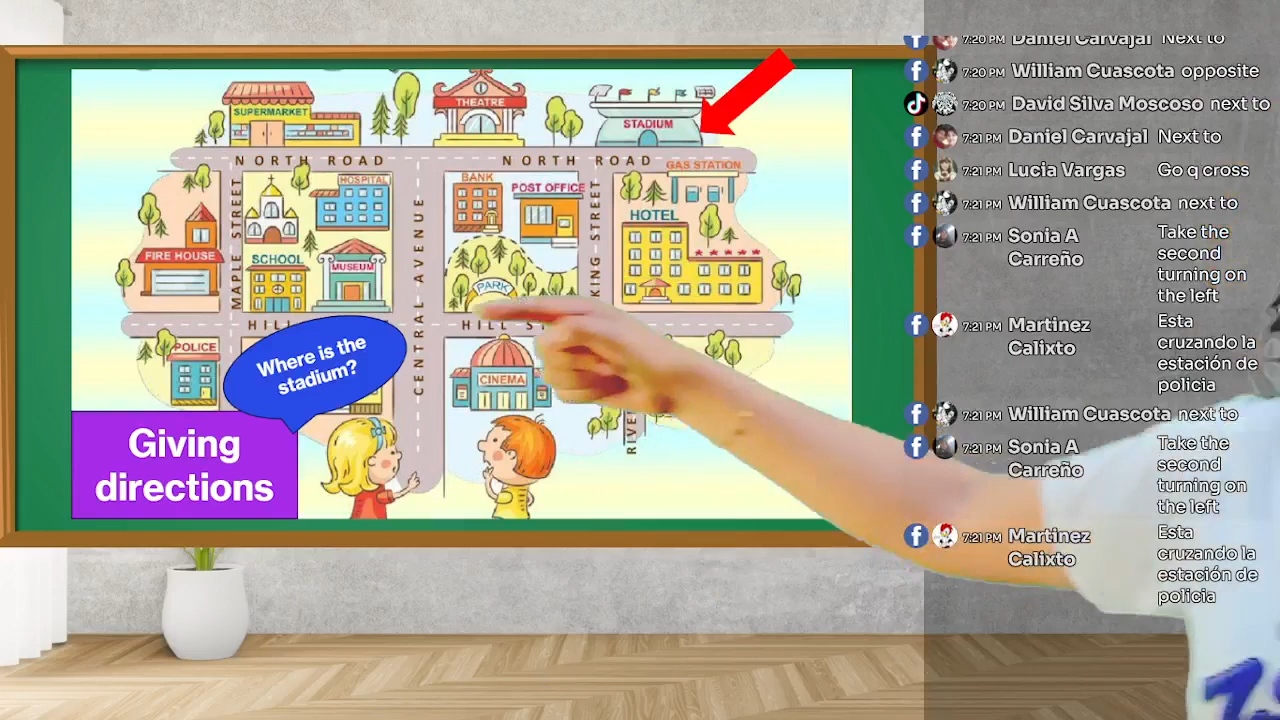 SUPERMARKET
THEATRE
STADIUM
NORTH ROAD
NORTH ROAD
GAS STATION
HOSPITAL
BANK
POST OFFICE
HOTEL
MAPLE STREET
CENTRAL AVENUE
KING STREET
FIRE HOUSE
SCHOOL
MUSEUM
PARK
HILL
HILL
POLICE
CINEMA
Where is the
stadium?
Giving
directions
7:20 PM Daniel Carvajal Next to
7:20 PM William Cuascota opposite
David Silva Moscoso next to
7:21 PM Daniel Carvajal Next to
7:21 PM Lucia Vargas Go q cross
7:21 PM William Cuascota next to
7:21 PM Sonia A Take the
Carreño second
turning on
the left
7:21 PM Martinez Esta
Calixto cruzando la
estación de
policia
7:21 PM William Cuascota next to
7:21 PM Sonia A Take the
Carreño second
turning on
the left
7:21 PM Martinez Esta
Calixto cruzando la
estación de
policia